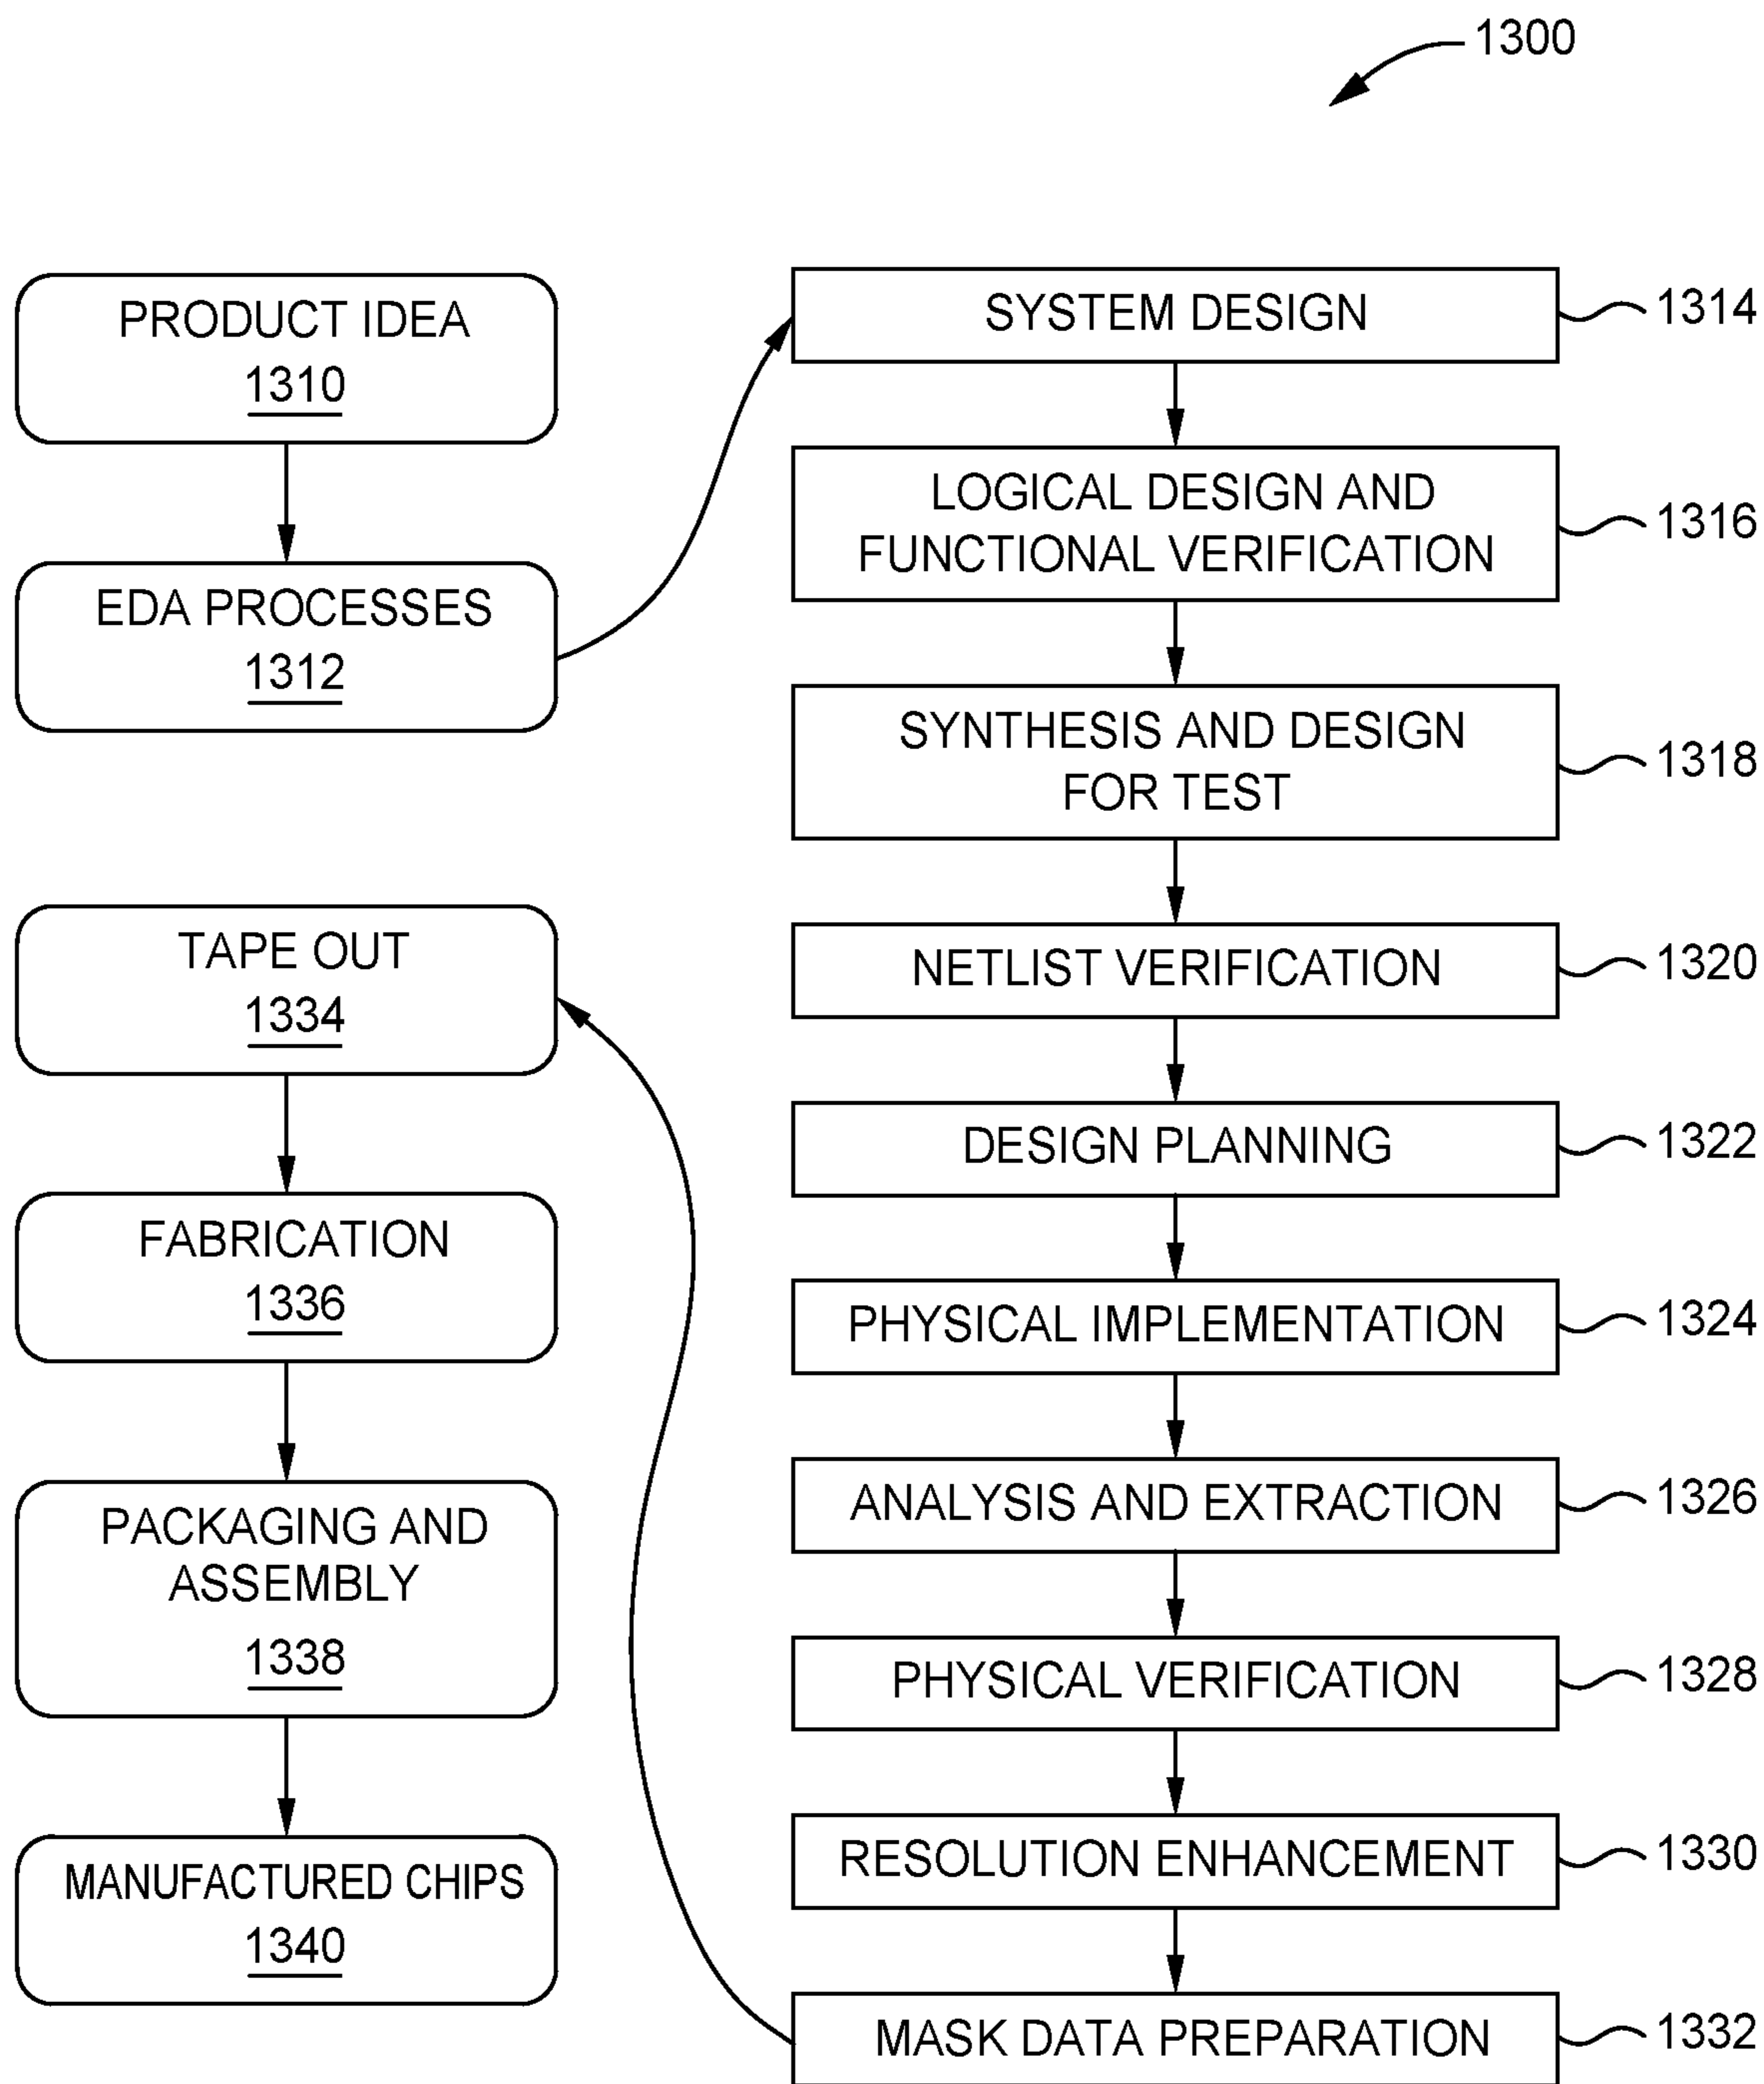 1300
PRODUCT IDEA
1310
EDA PROCESSES
1312
SYSTEM DESIGN
1314
LOGICAL DESIGN AND
FUNCTIONAL VERIFICATION
1316
SYNTHESIS AND DESIGN
FOR TEST
1318
NETLIST VERIFICATION
1320
DESIGN PLANNING
1322
PHYSICAL IMPLEMENTATION
1324
ANALYSIS AND EXTRACTION
1326
PHYSICAL VERIFICATION
1328
RESOLUTION ENHANCEMENT
1330
MASK DATA PREPARATION
1332
TAPE OUT
1334
FABRICATION
1336
PACKAGING AND
ASSEMBLY
1338
MANUFACTURED CHIPS
1340